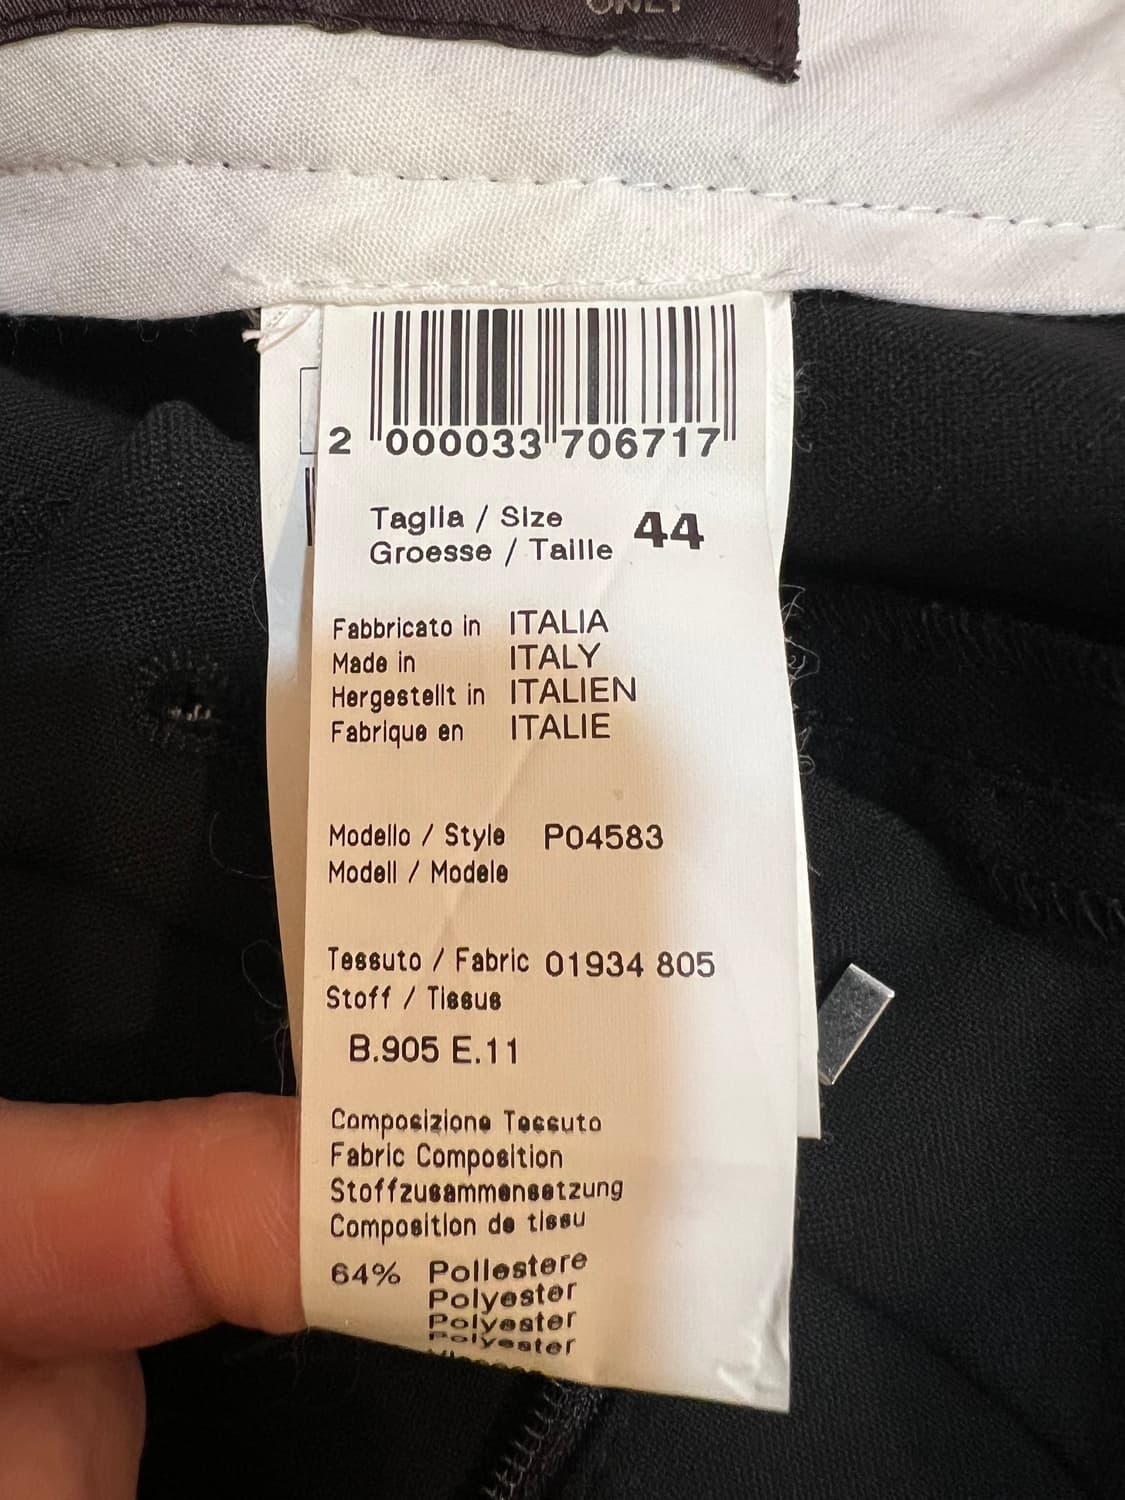 ONLY
2 000033 706717
Taglia / Size 44
Groesse / Taille
Fabbricato in ITALIA
Made in ITALY
Hergestellt in ITALIEN
Fabrique en ITALIE
Modello / Style P04583
Modell / Modele
Tessuto / Fabric 01934 805
Stoff / Tissus
B.905 E.11
Composizione Tessuto
Fabric Composition
Stoffzusammensetzung
Composition de tissu
64% Poliestere
Polyester
Polyester
Polyester